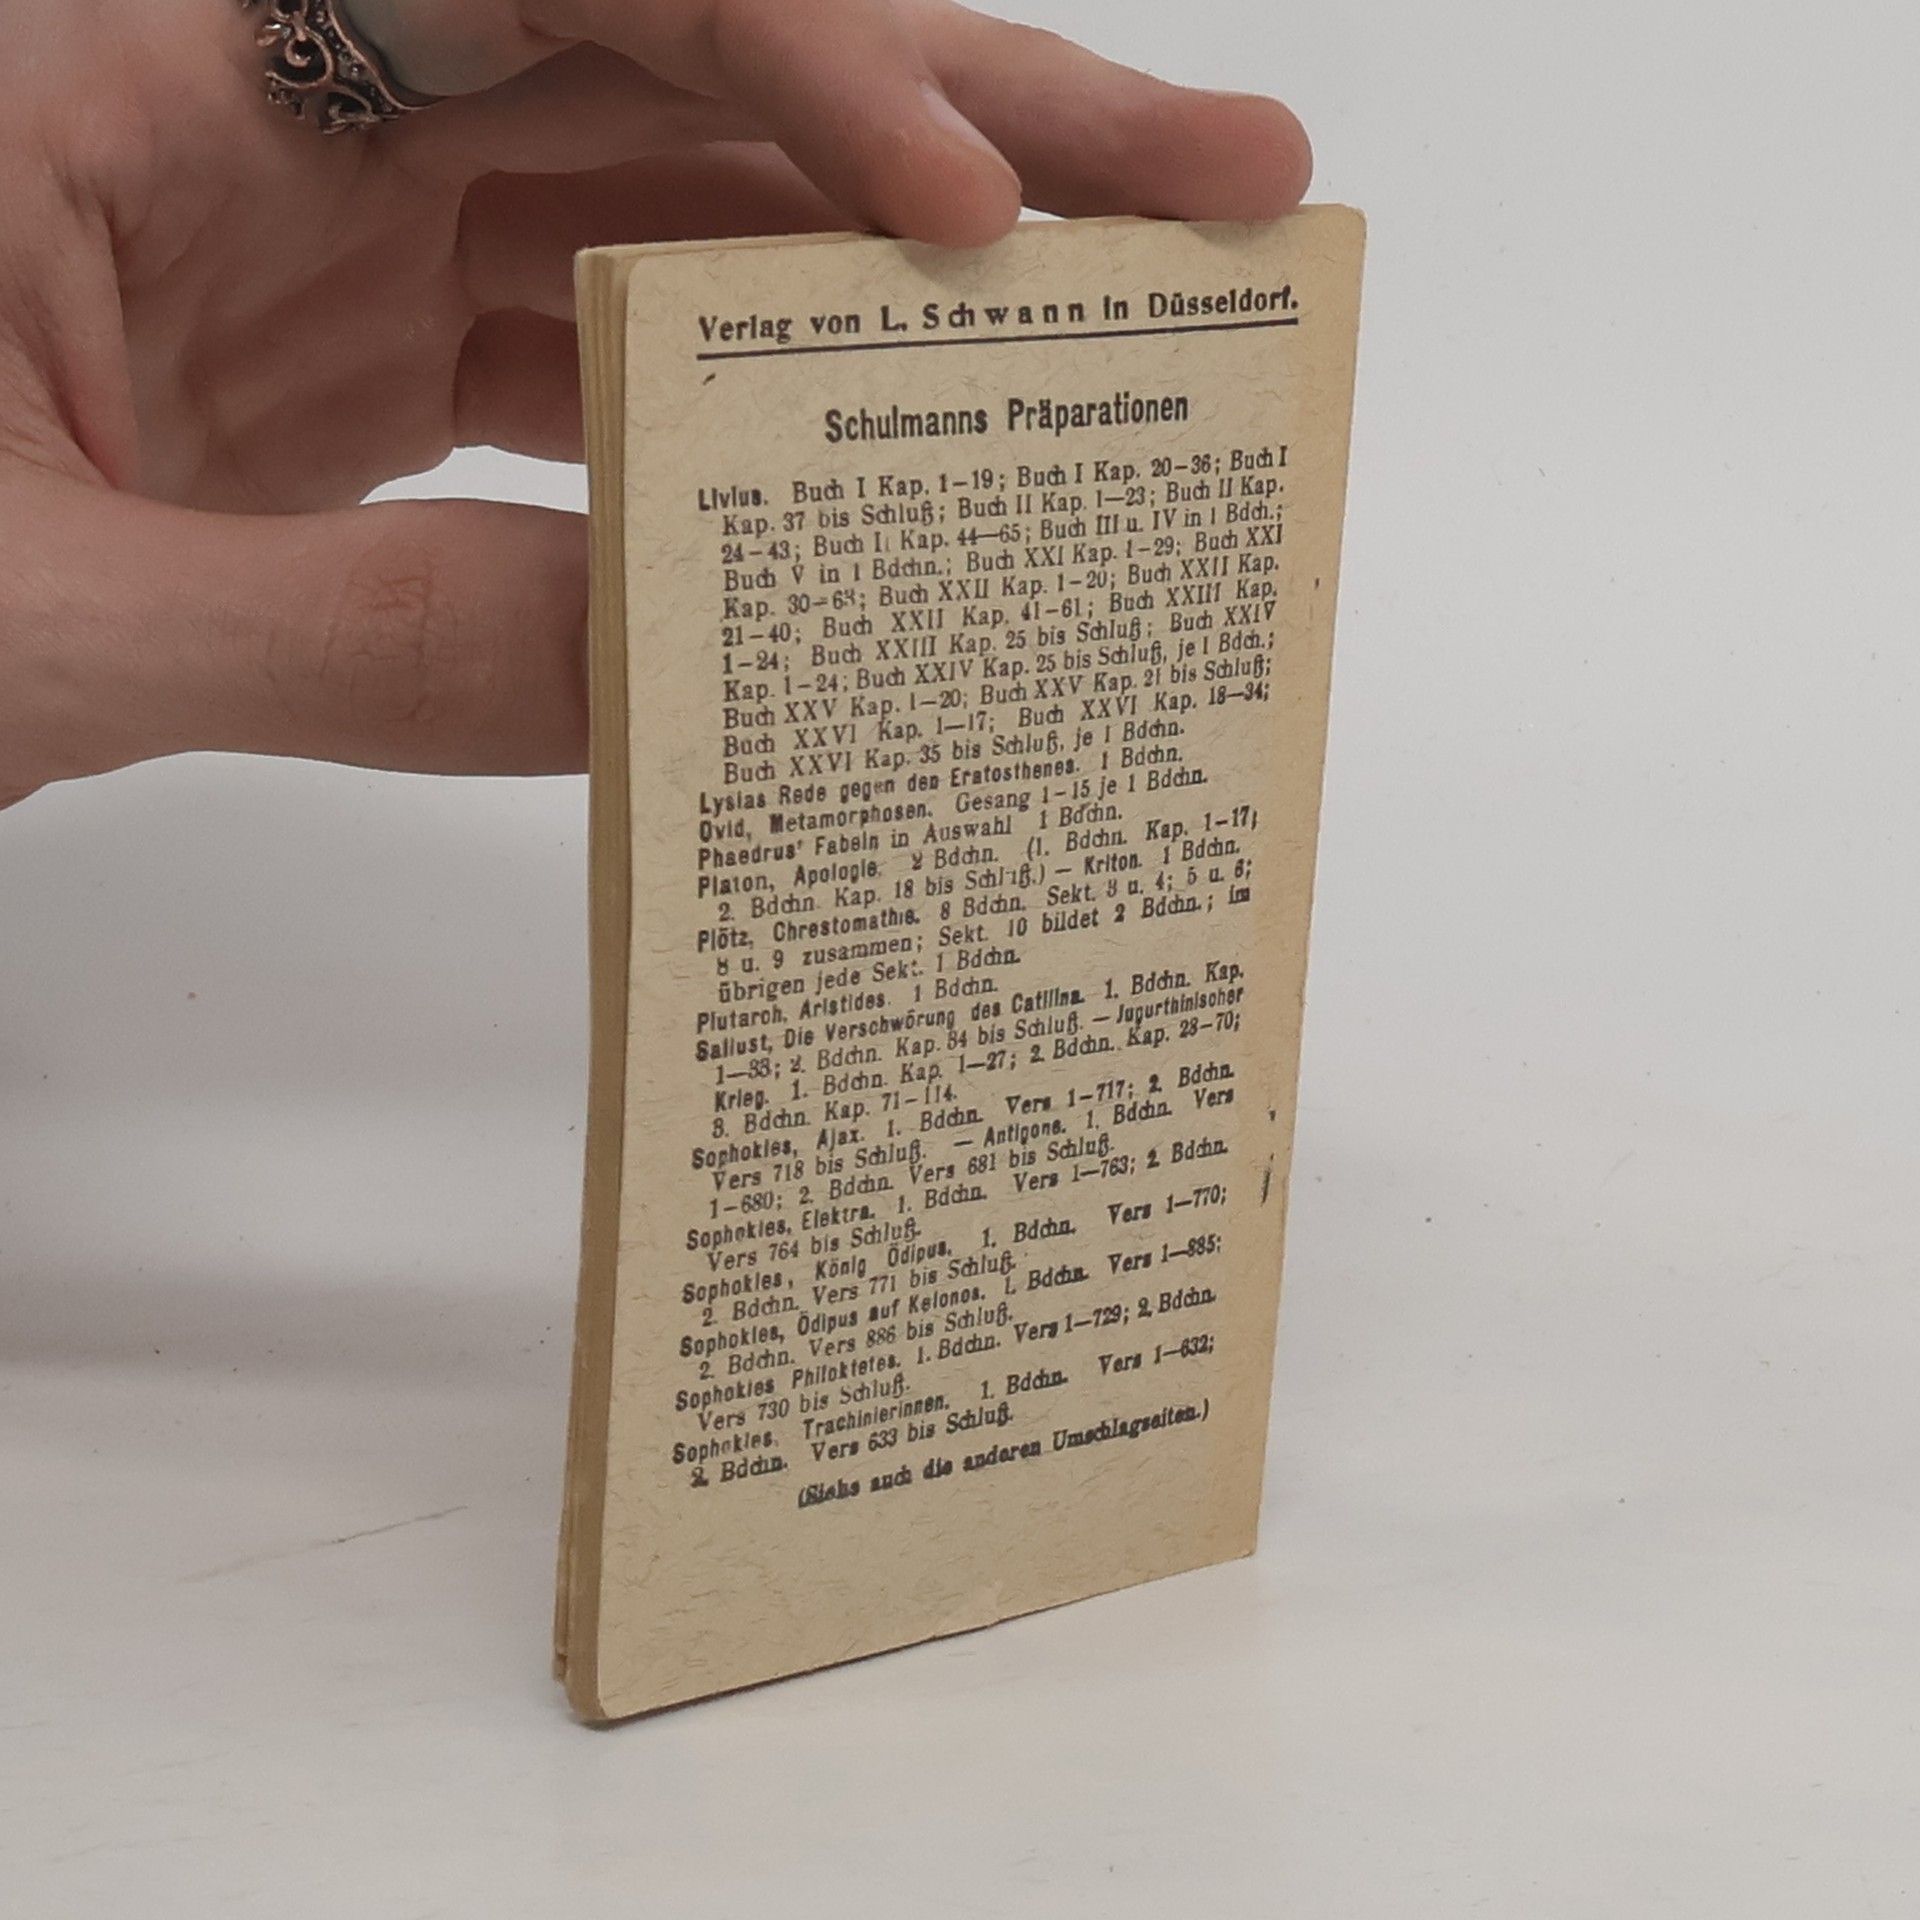 Verlag von L. Schwann in Düsseldorf.
Schulmanns Präparationen
Livius. Buch I Kap. 1–19; Buch I Kap. 20–36; Buch I
Kap. 37 bis Schluß; Buch II Kap. 1—23; Buch II Kap.
24–43; Buch II Kap. 44—65; Buch III u. IV in 1 Bdch.;
Buch V in 1 Bdchn.; Buch XXI Kap. 1–29; Buch XXI
Kap. 30–63; Buch XXII Kap. 1–20; Buch XXII Kap.
21–40; Buch XXII Kap. 41–61; Buch XXIII Kap.
1–24; Buch XXIII Kap. 25 bis Schluß; Buch XXIV
Kap. 1–24; Buch XXIV Kap. 25 bis Schluß, je 1 Bdch.;
Buch XXV Kap. 1—20; Buch XXV Kap. 21 bis Schluß;
Buch XXVI Kap. 1—17; Buch XXVI Kap. 18—34;
Buch XXVI Kap. 35 bis Schluß, je 1 Bdchn.
Lysias Rede gegen den Eratosthenes. 1 Bdchn.
Ovid, Metamorphosen. Gesang 1–15 je 1 Bdchn.
Phaedrus' Fabeln in Auswahl 1 Bdchn.
Platon, Apologie. 2 Bdchn. (1. Bdchn. Kap. 1–17;
2. Bdchn. Kap. 18 bis Schluß.) — Kriton. 1 Bdchn.
Plötz, Chrestomathie. 8 Bdchn. Sekt. 3 u. 4; 5 u. 6;
8 u. 9 zusammen; Sekt. 10 bildet 2 Bdchn.; im
übrigen jede Sekt. 1 Bdchn.
Plutarch, Aristides. 1 Bdchn.
Sallust, Die Verschwörung des Catilina. 1. Bdchn. Kap.
1—33; 2. Bdchn. Kap. 34 bis Schluß. — Jugurthinischer
Krieg. 1. Bdchn. Kap. 1—27; 2. Bdchn. Kap. 28–70;
3. Bdchn. Kap. 71–114.
Sophokles, Ajax. 1. Bdchn. Vers 1–717; 2. Bdchn.
Vers 718 bis Schluß. — Antigone. 1. Bdchn. Vers
1–680; 2. Bdchn. Vers 681 bis Schluß.
Sophokles, Elektra. 1. Bdchn. Vers 1—763; 2. Bdchn.
Vers 764 bis Schluß.
Sophokles, König Ödipus. 1. Bdchn. Vers 1—770;
2. Bdchn. Vers 771 bis Schluß.
Sophokles, Ödipus auf Kolonos. 1. Bdchn. Vers 1—885;
2. Bdchn. Vers 886 bis Schluß.
Sophokles Philoktetes. 1. Bdchn. Vers 1—729; 2. Bdchn.
Vers 730 bis Schluß.
Sophokles, Trachinierinnen. 1. Bdchn. Vers 1—632;
2. Bdchn. Vers 633 bis Schluß.
(Siehe auch die anderen Umschlagseiten.)